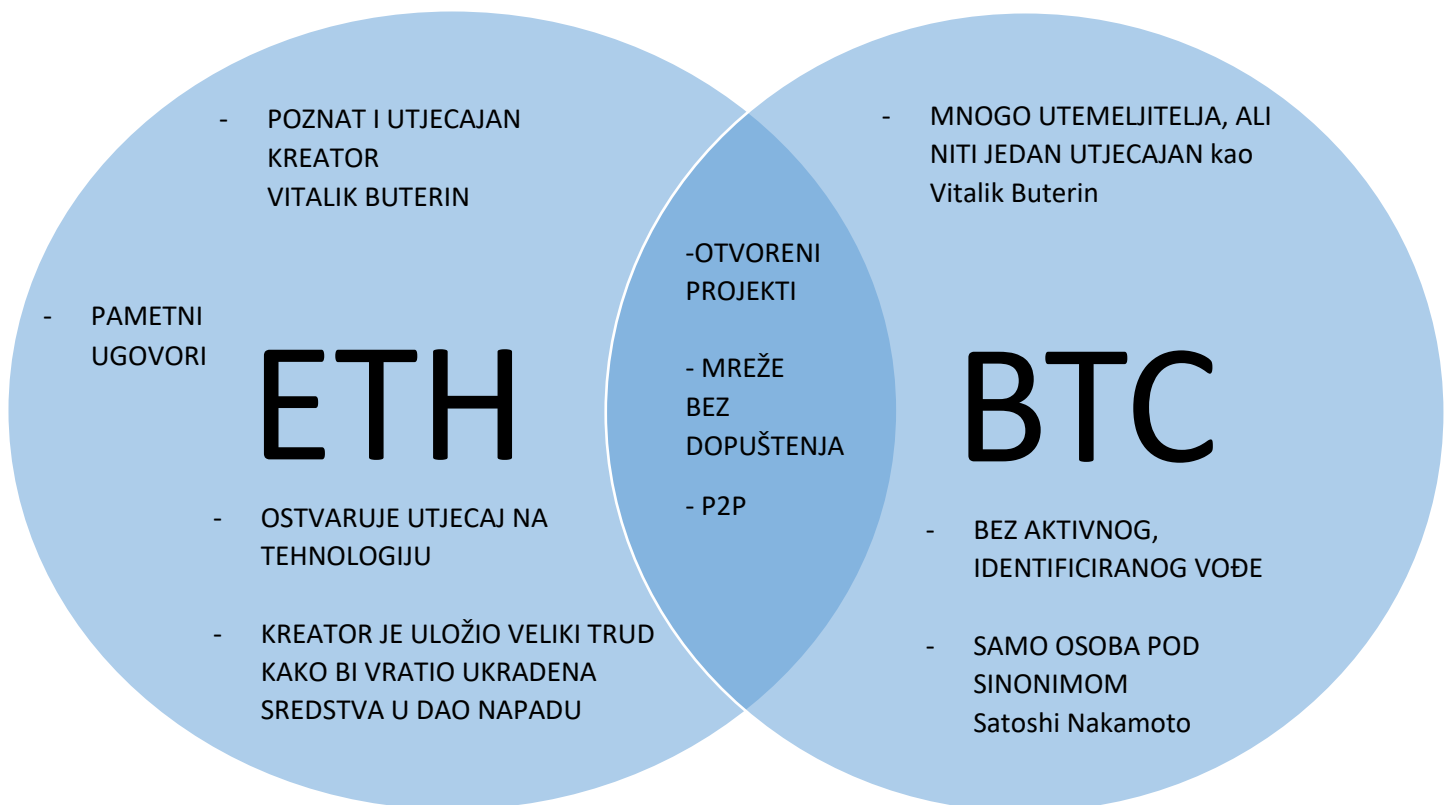 - POZNAT I UTJECAJAN
KREATOR
VITALIK BUTERIN
- PAMETNI
UGOVORI
ETH
- OSTVARUJE UTJECAJ NA
TEHNOLOGIJU
- KREATOR JE ULOŽIO VELIKI TRUD
KAKO BI VRATIO UKRADENA
SREDSTVA U DAO NAPADU
-OTVORENI
PROJEKTI
- MREŽE
BEZ
DOPUŠTENJA
- P2P
- MNOGO UTEMELJITELJA, ALI
NITI JEDAN UTJECAJAN kao
Vitalik Buterin
BTC
- BEZ AKTIVNOG,
IDENTIFICIRANOG VOĐE
- SAMO OSOBA POD
SINONIMOM
Satoshi Nakamoto